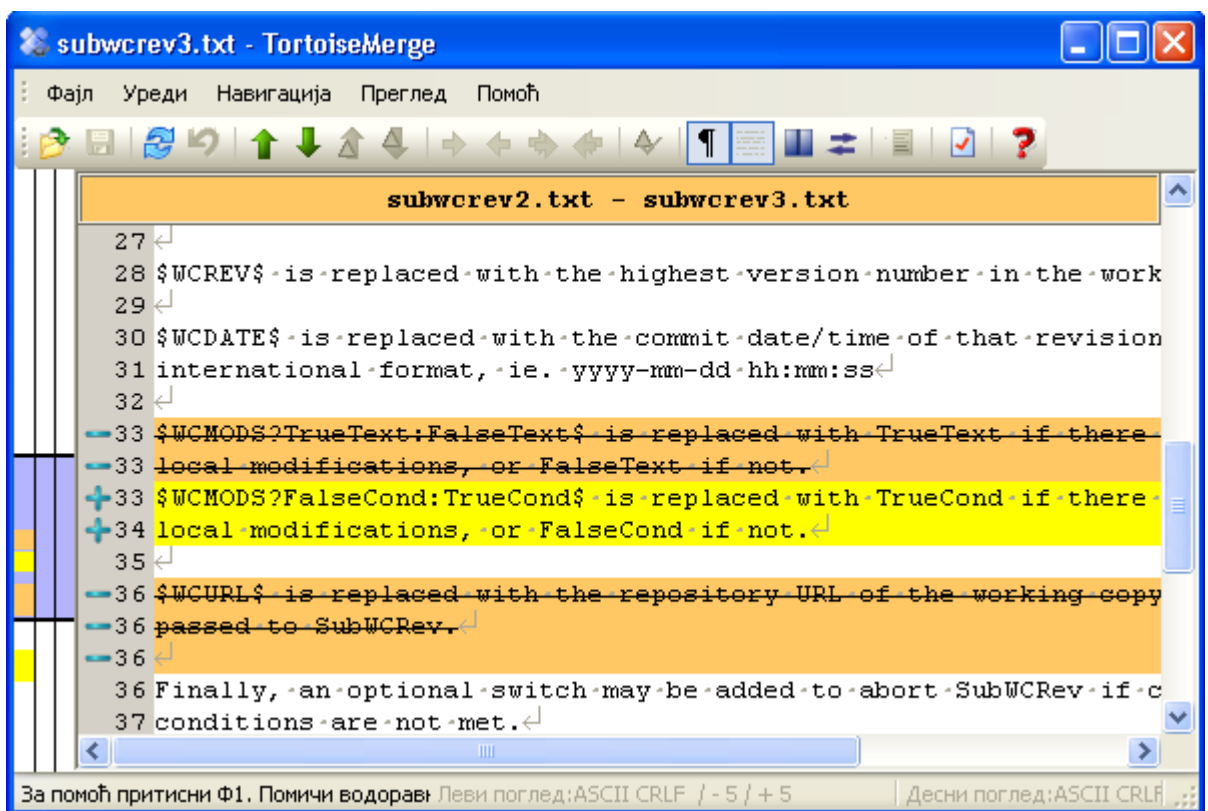 subwcrev3.txt - TortoiseMerge
Фајл Уреди Навигација Преглед Помоћ
subwcrev2.txt - subwcrev3.txt
27
28 $WCREV$ is replaced with the highest version number in the work
29
30 $WCDATE$ is replaced with the commit date/time of that revision
31 international format, ie. yyyy-mm-dd hh:mm:ss
32
33 $WCMODS?TrueText:FalseText$ is replaced with TrueText if there
33 local modifications, or FalseText if not.
33 $WCMODS?FalseCond:TrueCond$ is replaced with TrueCond if there
34 local modifications, or FalseCond if not.
35
36 $WCURL$ is replaced with the repository URL of the working copy
36 passed to SubWCRev.
36
36 Finally, an optional switch may be added to abort SubWCRev if c
37 conditions are not met.
За помоћ притисни Ф1. Помичи водорав Леви поглед:ASCII CRLF / - 5 / + 5 Десни поглед:ASCII CRLF